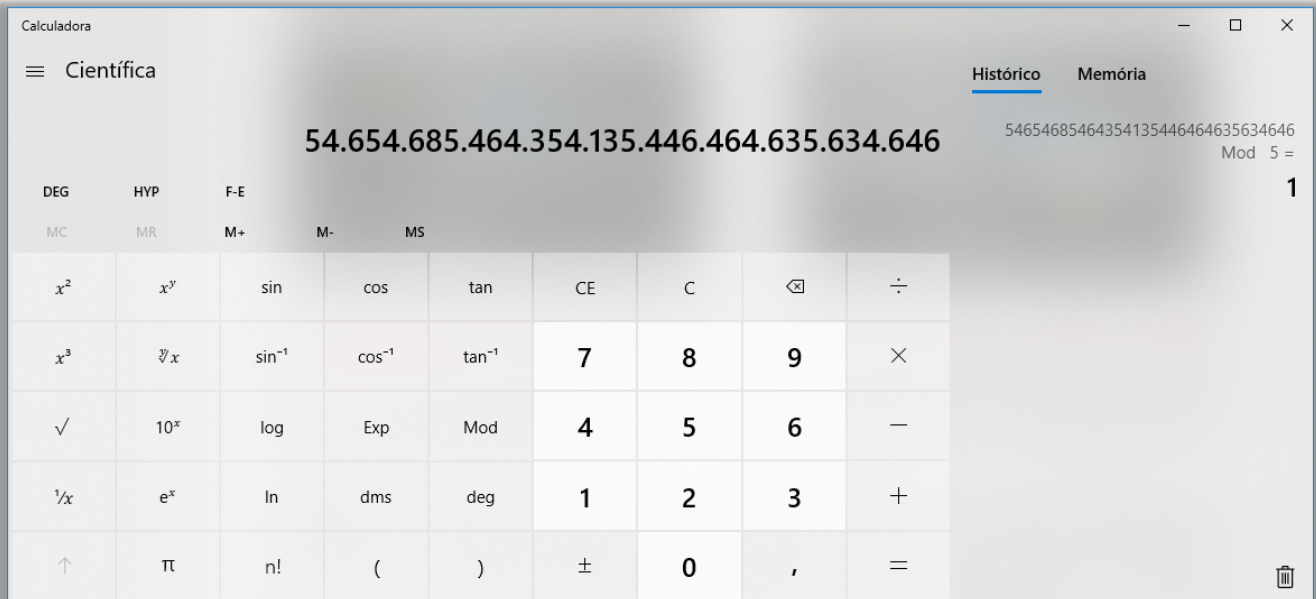 Calculadora
Científica
Histórico Memória
54.654.685.464.354.135.446.464.635.634.646
54654685464354135446464635634646
Mod 5 =
1
DEG HYP F-E
MC MR M+ M- MS
x² xʸ sin cos tan CE C ÷
x³ ʸ√x sin⁻¹ cos⁻¹ tan⁻¹ 7 8 9 ×
√ 10ˣ log Exp Mod 4 5 6 −
¹/x eˣ ln dms deg 1 2 3 +
↑ π n! ( ) ± 0 , =